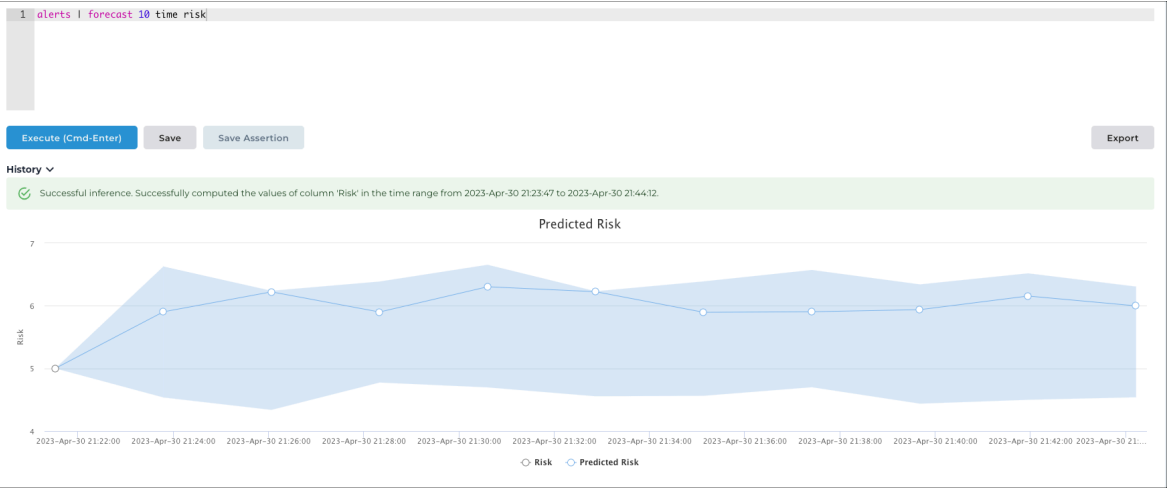 1 alerts | forecast 10 time risk
Execute (Cmd-Enter) Save Save Assertion Export
History
Successful inference. Successfully computed the values of column 'Risk' in the time range from 2023-Apr-30 21:23:47 to 2023-Apr-30 21:44:12.
Predicted Risk
7
6
Risk
5
4
2023-Apr-30 21:22:00 2023-Apr-30 21:24:00 2023-Apr-30 21:26:00 2023-Apr-30 21:28:00 2023-Apr-30 21:30:00 2023-Apr-30 21:32:00 2023-Apr-30 21:34:00 2023-Apr-30 21:36:00 2023-Apr-30 21:38:00 2023-Apr-30 21:40:00 2023-Apr-30 21:42:00 2023-Apr-30 21:...
Risk Predicted Risk